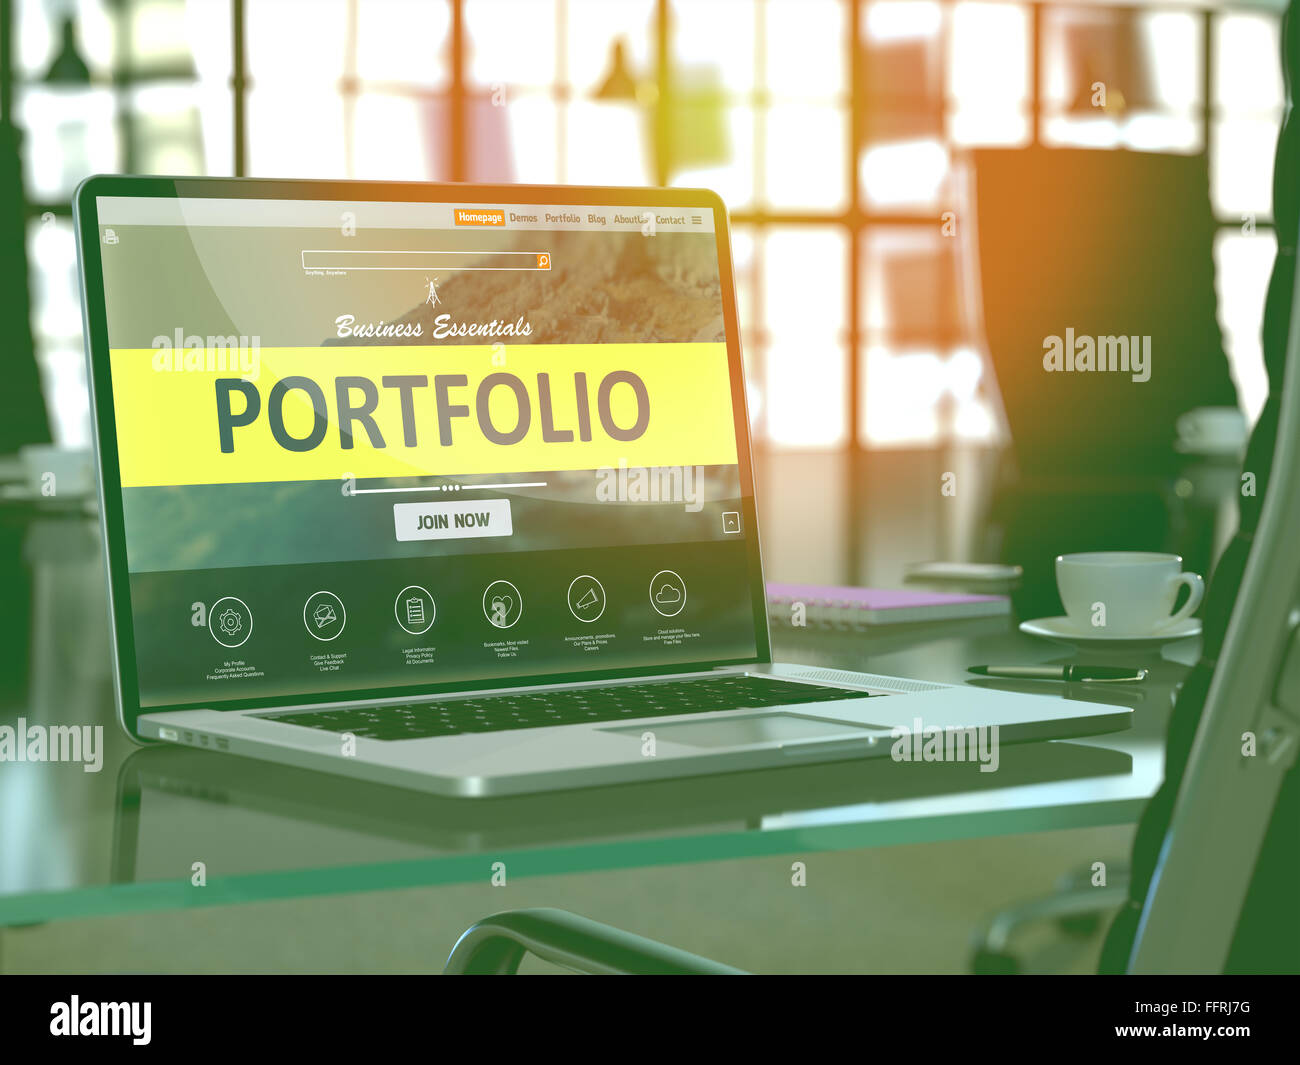 Homepage Demos Portfolio Blog AboutUs Contact
Anything, Anywhere
Business Essentials
PORTFOLIO
JOIN NOW
My Profile
Corporate Accounts
Frequently Asked Questions
Contact & Support
Give Feedback
Live Chat
Legal Information
Privacy Policy
All Documents
Bookmarks, Most visited
Newest Files
Follow Us
Announcements, promotions
Our Plans & Prices
Careers
Cloud solutions
Store and manage your files here
Free Files
alamy
alamy
alamy
alamy
alamy
alamy stock photo
FFRJ7G
www.alamy.com